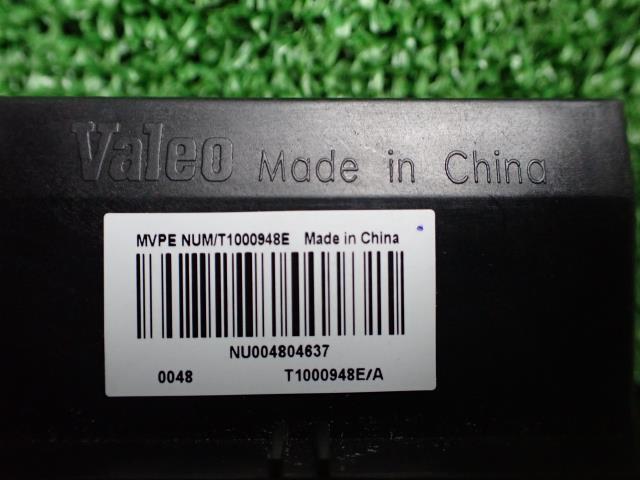 Valeo Made in China
MVPE NUM/T1000948E Made in China
NU004804637
0048 T1000948E/A